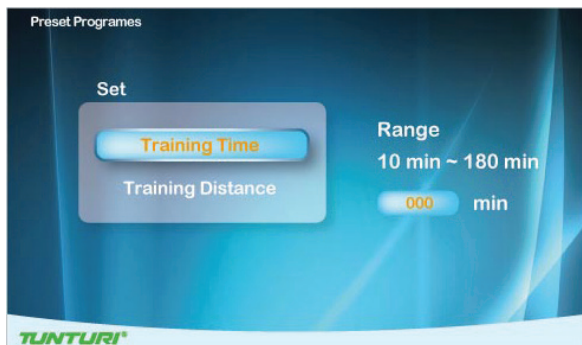 Preset Programes
Set
Training Time
Training Distance
Range
10 min ~ 180 min
000 min
TUNTURI®